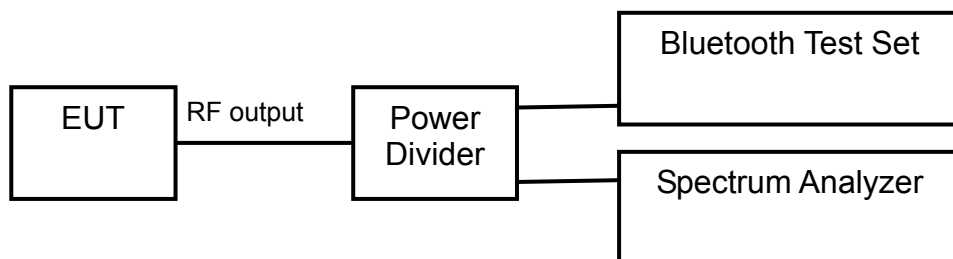 EUT
RF output
Power
Divider
Bluetooth Test Set
Spectrum Analyzer